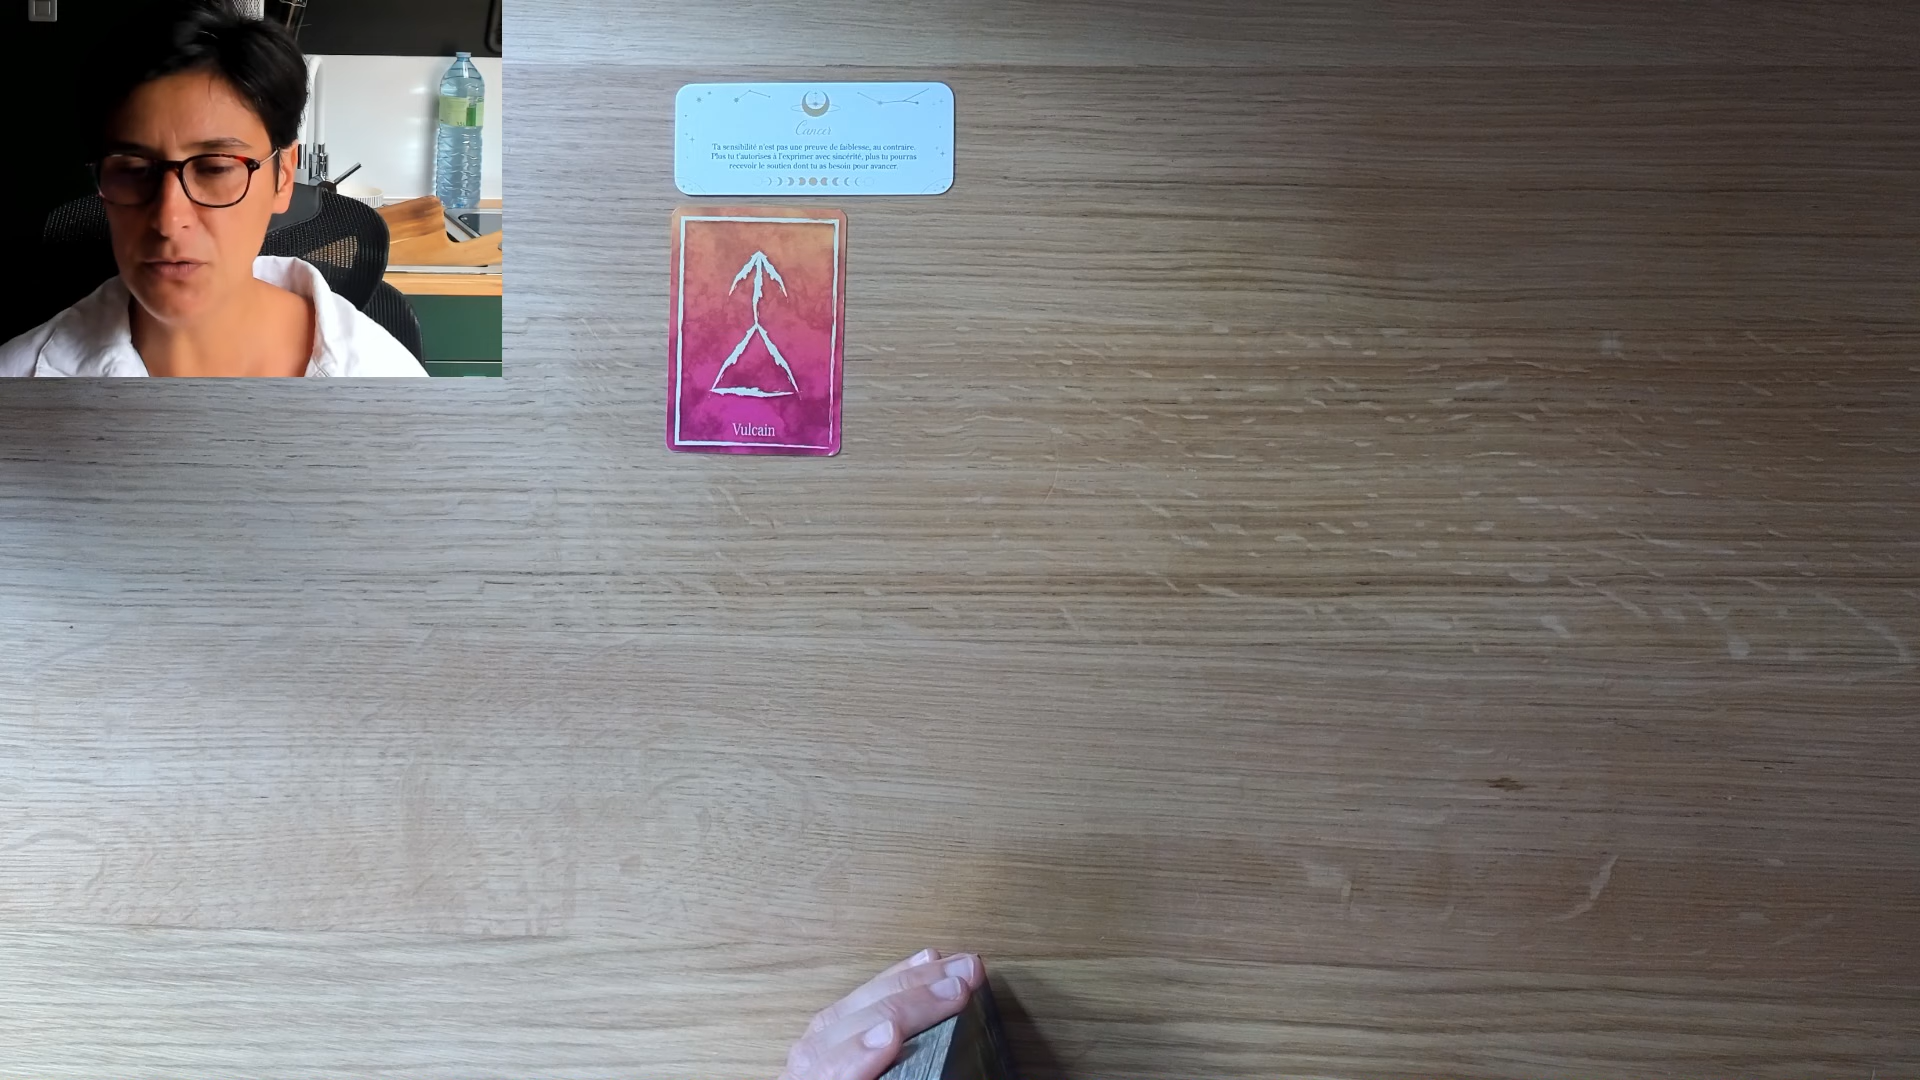 Cancer
Ta sensibilité n'est pas une preuve de faiblesse, au contraire.
Plus tu t'autorises à l'exprimer avec sincérité, plus tu pourras
recevoir le soutien dont tu as besoin pour avancer.
Vulcain